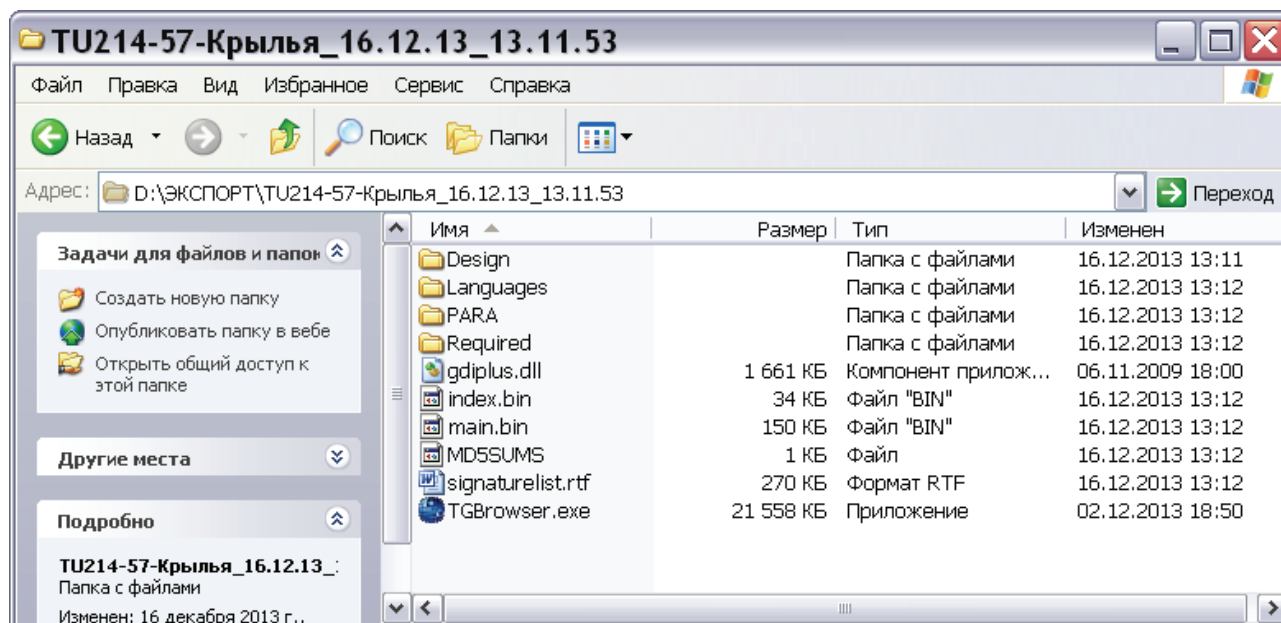 TU214-57-Крылья_16.12.13_13.11.53
Файл Правка Вид Избранное Сервис Справка
Назад Поиск Папки
Адрес: D:\ЭКСПОРТ\TU214-57-Крылья_16.12.13_13.11.53 Переход
Задачи для файлов и папок
Создать новую папку
Опубликовать папку в вебе
Открыть общий доступ к
этой папке
Другие места
Подробно
TU214-57-Крылья_16.12.13_
Папка с файлами
Изменен: 16 декабря 2013 г.,
Имя Размер Тип Изменен
Design Папка с файлами 16.12.2013 13:11
Languages Папка с файлами 16.12.2013 13:12
PARA Папка с файлами 16.12.2013 13:12
Required Папка с файлами 16.12.2013 13:12
gdiplus.dll 1 661 КБ Компонент прилож... 06.11.2009 18:00
index.bin 34 КБ Файл "BIN" 16.12.2013 13:12
main.bin 150 КБ Файл "BIN" 16.12.2013 13:12
MD5SUMS 1 КБ Файл 16.12.2013 13:12
signaturelist.rtf 270 КБ Формат RTF 16.12.2013 13:12
TGBrowser.exe 21 558 КБ Приложение 02.12.2013 18:50